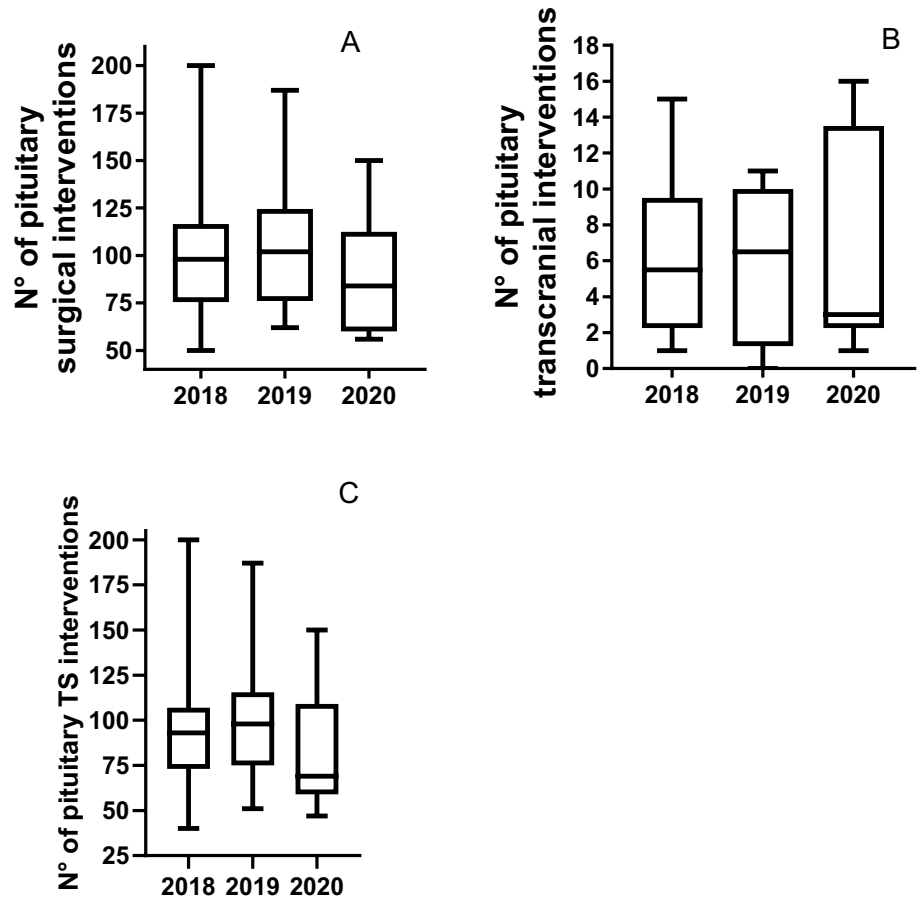 A
N° of pituitary
surgical interventions
200
175
150
125
100
75
50
2018 2019 2020
B
N° of pituitary
transcranial interventions
18
16
14
12
10
8
6
4
2
0
2018 2019 2020
C
N° of pituitary TS interventions
200
175
150
125
100
75
50
25
2018 2019 2020